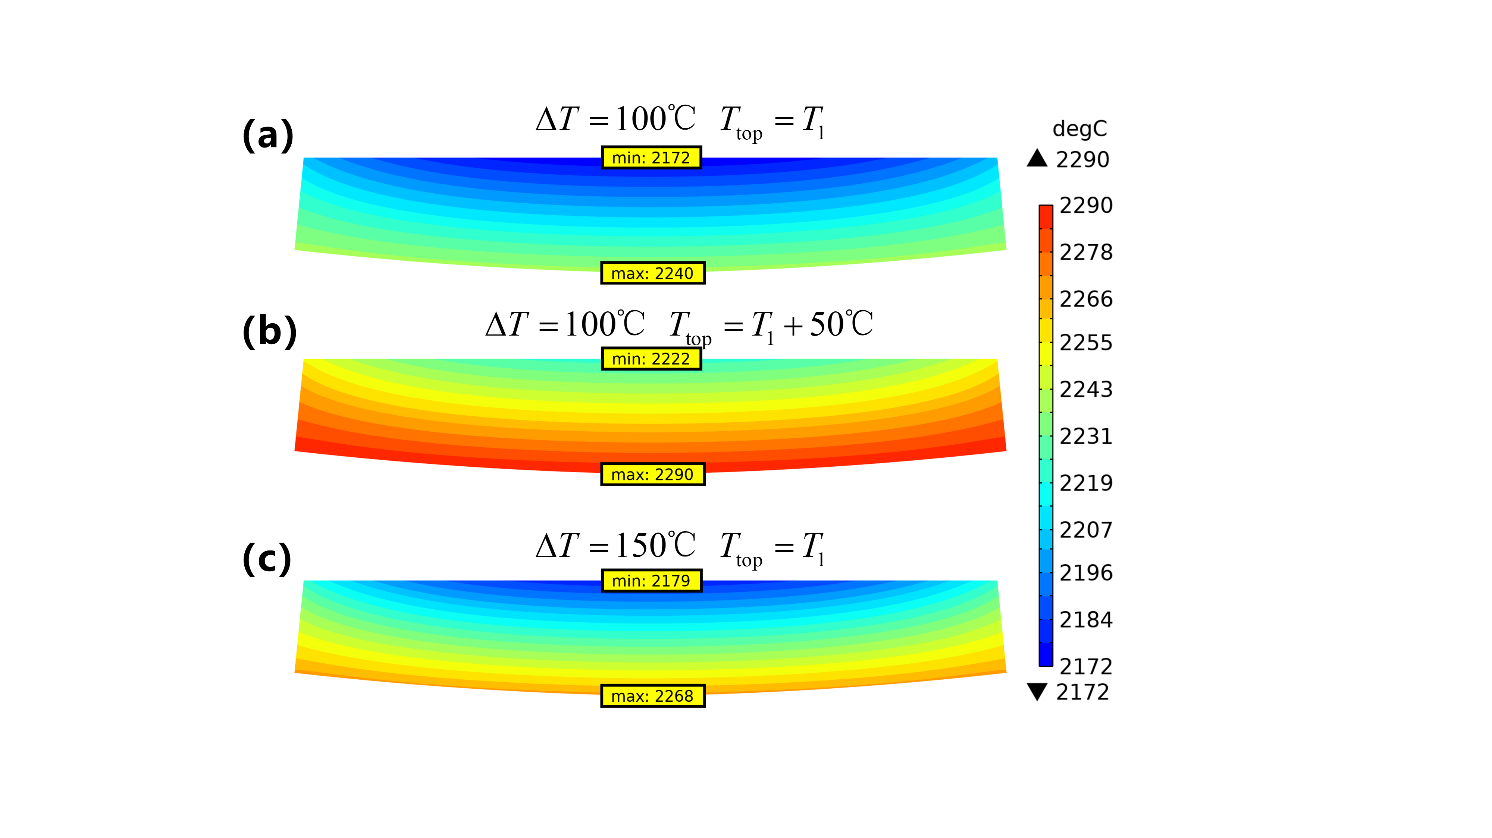 (a)
ΔT = 100℃ T_top = T_1
min: 2172
max: 2240
(b)
ΔT = 100℃ T_top = T_1 + 50℃
min: 2222
max: 2290
(c)
ΔT = 150℃ T_top = T_1
min: 2179
max: 2268
degC
▲ 2290
2290
2278
2266
2255
2243
2231
2219
2207
2196
2184
2172
▼ 2172